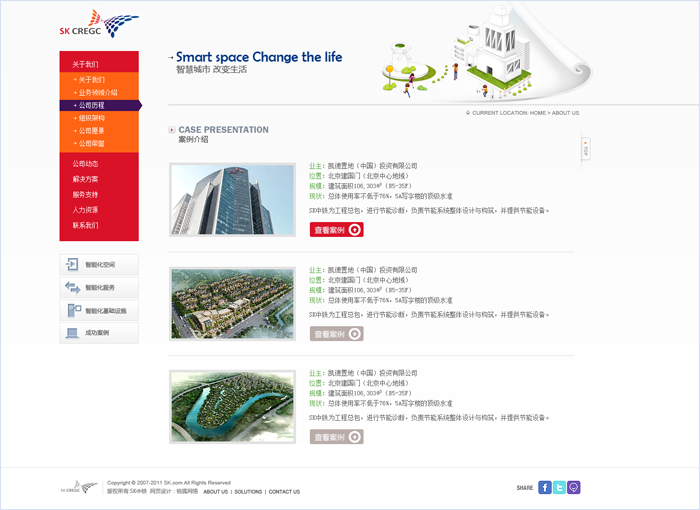 SK CREGC
关于我们
+ 关于我们
+ 业务领域介绍
+ 公司历程
+ 组织架构
+ 公司愿景
+ 公司荣誉
公司动态
解决方案
服务支持
人力资源
联系我们
智能化空间
智能化服务
智能化基础设施
成功案例
Smart space Change the life
智慧城市 改变生活
CURRENT LOCATION: HOME > ABOUT US
CASE PRESENTATION
案例介绍
TOP
业主: 凯德置地（中国）投资有限公司
位置: 北京建国门（北京中心地域）
规模: 建筑面积106,303㎡（B5-35F）
现状: 总体使用率不低于76%，5A写字楼的顶级水准
SK中铁为工程总包，进行节能诊断，负责节能系统整体设计与构筑，并提供节能设备。
查看案例
业主: 凯德置地（中国）投资有限公司
位置: 北京建国门（北京中心地域）
规模: 建筑面积106,303㎡（B5-35F）
现状: 总体使用率不低于76%，5A写字楼的顶级水准
SK中铁为工程总包，进行节能诊断，负责节能系统整体设计与构筑，并提供节能设备。
查看案例
业主: 凯德置地（中国）投资有限公司
位置: 北京建国门（北京中心地域）
规模: 建筑面积106,303㎡（B5-35F）
现状: 总体使用率不低于76%，5A写字楼的顶级水准
SK中铁为工程总包，进行节能诊断，负责节能系统整体设计与构筑，并提供节能设备。
查看案例
SK CREGC
Copyright © 2007-2011 SK.com All Rights Reserved
版权所有:SK中铁 网页设计：锐露网络 ABOUT US | SOLUTIONS | CONTACT US
SHARE